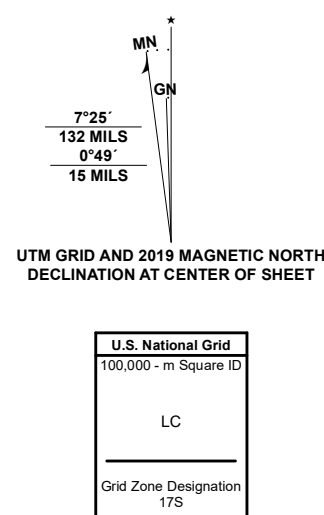 ★
MN
GN
7°25´
132 MILS
0°49´
15 MILS
UTM GRID AND 2019 MAGNETIC NORTH
DECLINATION AT CENTER OF SHEET
U.S. National Grid
100,000 - m Square ID
LC
Grid Zone Designation
17S